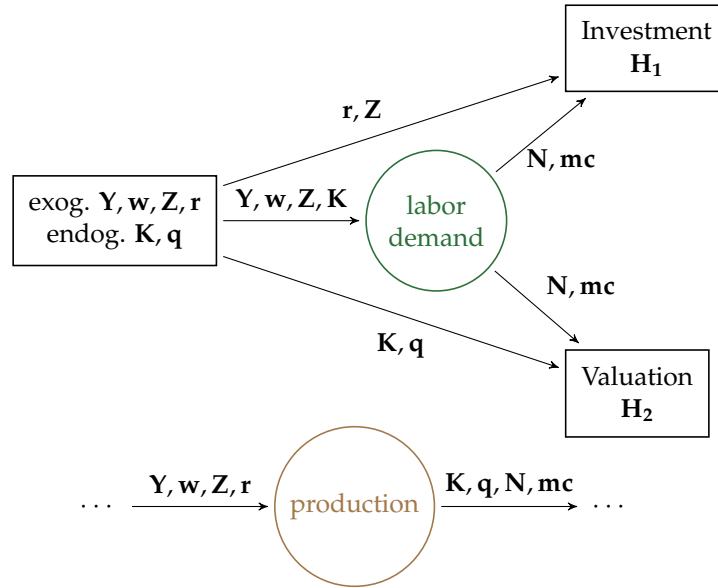 Investment
H₁
r, Z
N, mc
exog. Y, w, Z, r
endog. K, q
Y, w, Z, K
labor
demand
N, mc
K, q
Valuation
H₂
Y, w, Z, r
K, q, N, mc
· · ·
production
· · ·